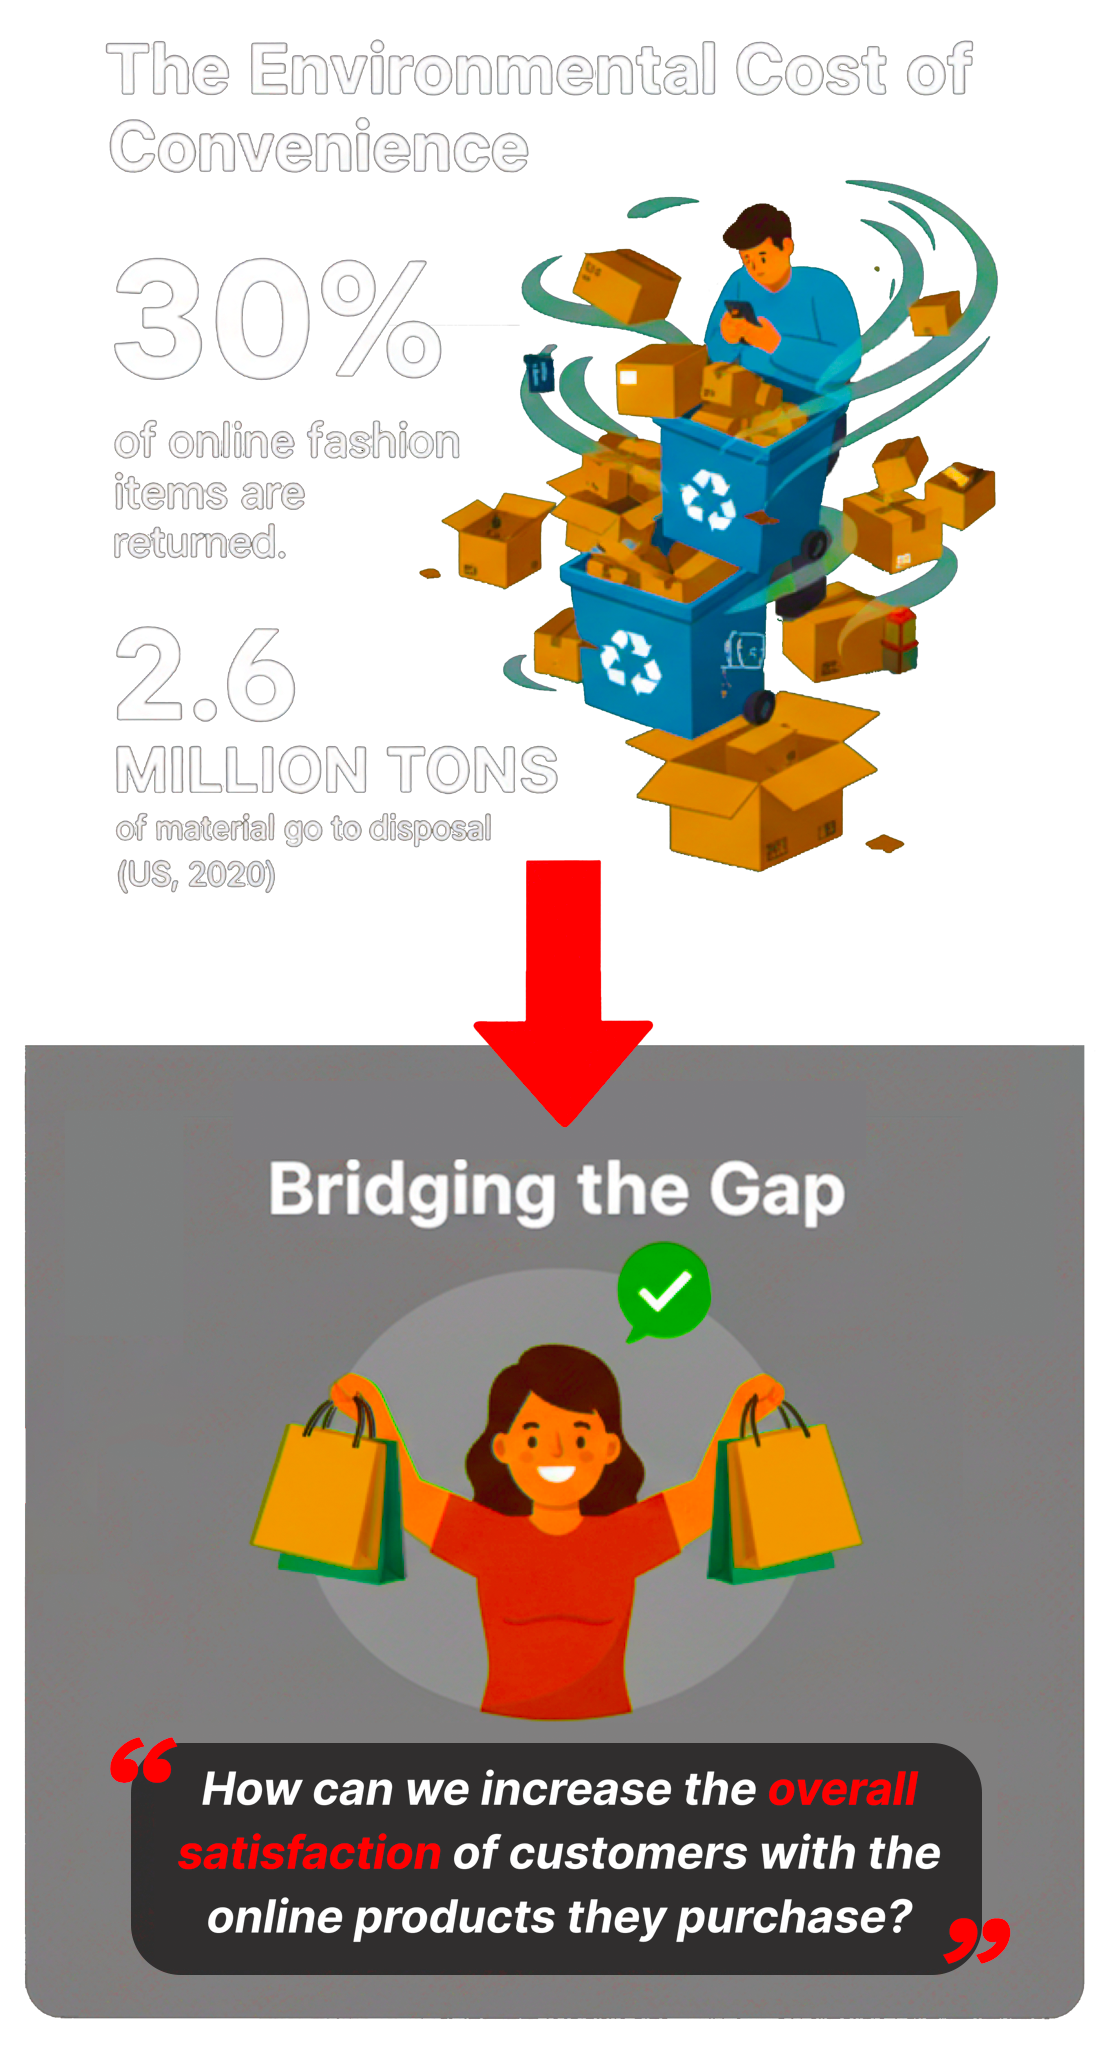 The Environmental Cost of
Convenience
30%
of online fashion
items are
returned.
2.6
MILLION TONS
of material go to disposal
(US, 2020)
Bridging the Gap
“How can we increase the overall
satisfaction of customers with the
online products they purchase?”